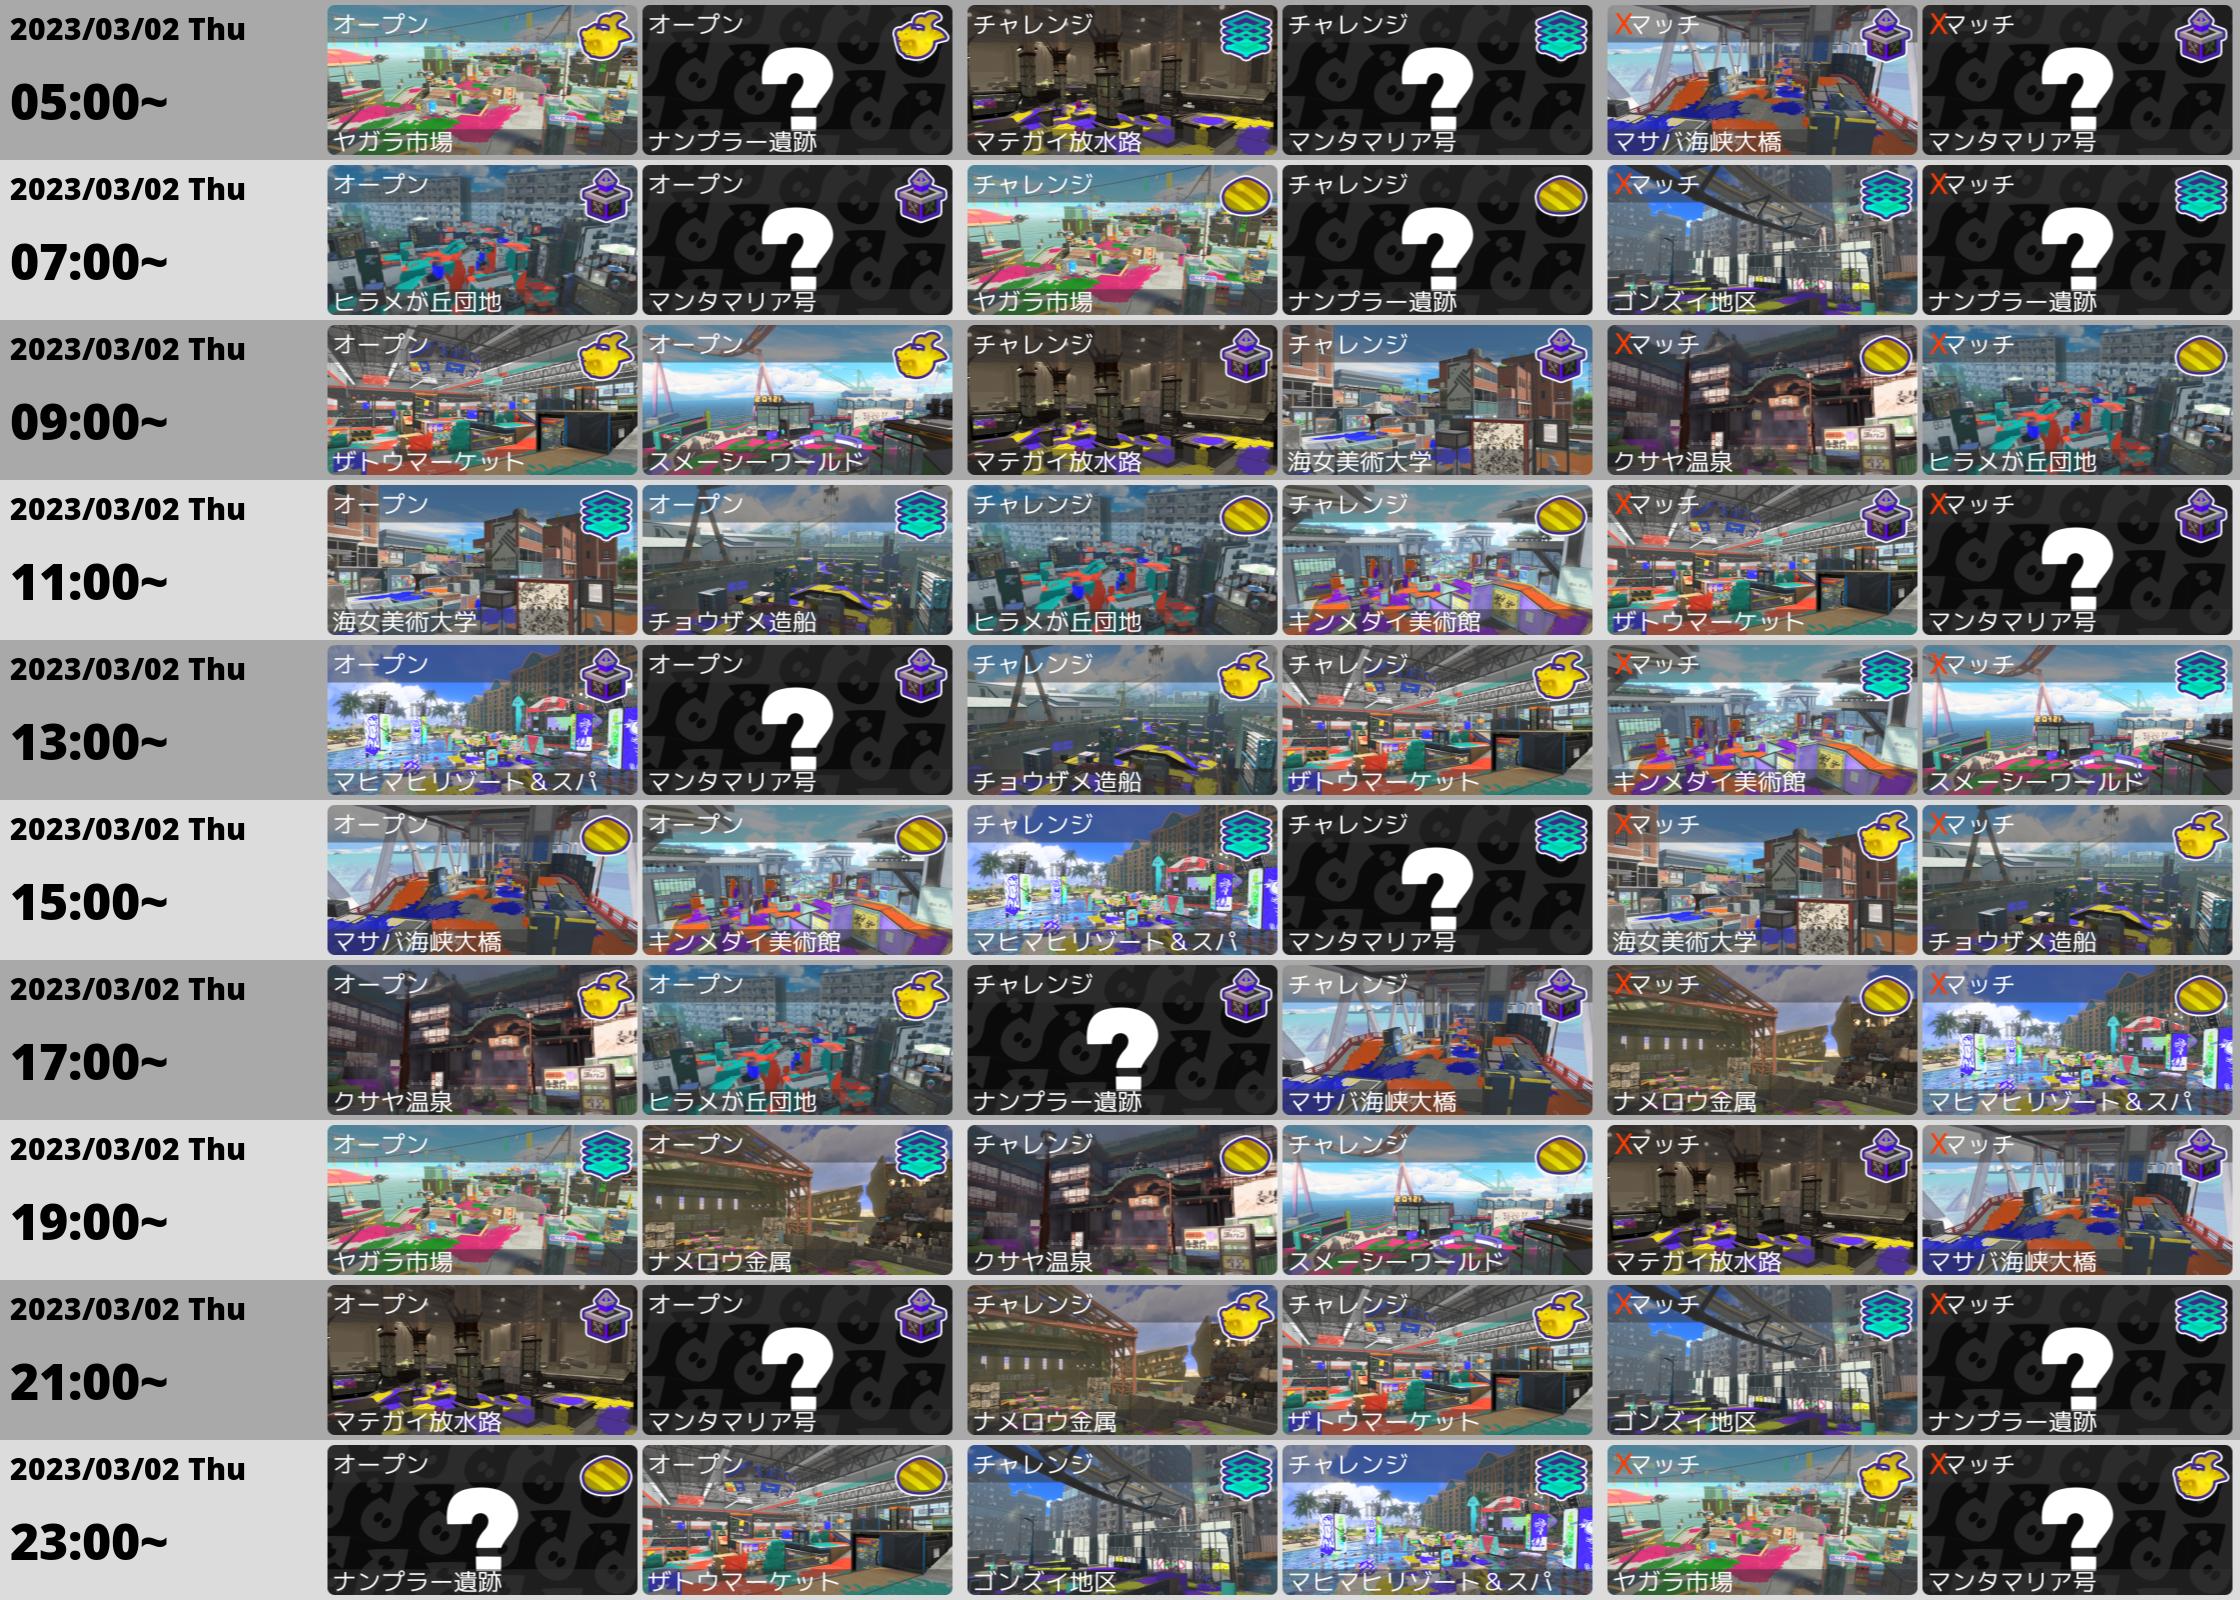 2023/03/02 Thu
05:00~
オープン
ヤガラ市場
オープン
ナンプラー遺跡
チャレンジ
マテガイ放水路
チャレンジ
マンタマリア号
Xマッチ
マサバ海峡大橋
Xマッチ
マンタマリア号
2023/03/02 Thu
07:00~
オープン
ヒラメが丘団地
オープン
マンタマリア号
チャレンジ
ヤガラ市場
チャレンジ
ナンプラー遺跡
Xマッチ
ゴンズイ地区
Xマッチ
ナンプラー遺跡
2023/03/02 Thu
09:00~
オープン
ザトウマーケット
オープン
スメーシーワールド
チャレンジ
マテガイ放水路
チャレンジ
海女美術大学
Xマッチ
クサヤ温泉
Xマッチ
ヒラメが丘団地
2023/03/02 Thu
11:00~
オープン
海女美術大学
オープン
チョウザメ造船
チャレンジ
ヒラメが丘団地
チャレンジ
キンメダイ美術館
Xマッチ
ザトウマーケット
Xマッチ
マンタマリア号
2023/03/02 Thu
13:00~
オープン
マヒマヒリゾート＆スパ
オープン
マンタマリア号
チャレンジ
チョウザメ造船
チャレンジ
ザトウマーケット
Xマッチ
キンメダイ美術館
Xマッチ
スメーシーワールド
2023/03/02 Thu
15:00~
オープン
マサバ海峡大橋
オープン
キンメダイ美術館
チャレンジ
マヒマヒリゾート＆スパ
チャレンジ
マンタマリア号
Xマッチ
海女美術大学
Xマッチ
チョウザメ造船
2023/03/02 Thu
17:00~
オープン
クサヤ温泉
オープン
ヒラメが丘団地
チャレンジ
ナンプラー遺跡
チャレンジ
マサバ海峡大橋
Xマッチ
ナメロウ金属
Xマッチ
マヒマヒリゾート＆スパ
2023/03/02 Thu
19:00~
オープン
ヤガラ市場
オープン
ナメロウ金属
チャレンジ
クサヤ温泉
チャレンジ
スメーシーワールド
Xマッチ
マテガイ放水路
Xマッチ
マサバ海峡大橋
2023/03/02 Thu
21:00~
オープン
マテガイ放水路
オープン
マンタマリア号
チャレンジ
ナメロウ金属
チャレンジ
ザトウマーケット
Xマッチ
ゴンズイ地区
Xマッチ
ナンプラー遺跡
2023/03/02 Thu
23:00~
オープン
ナンプラー遺跡
オープン
ザトウマーケット
チャレンジ
ゴンズイ地区
チャレンジ
マヒマヒリゾート＆スパ
Xマッチ
ヤガラ市場
Xマッチ
マンタマリア号